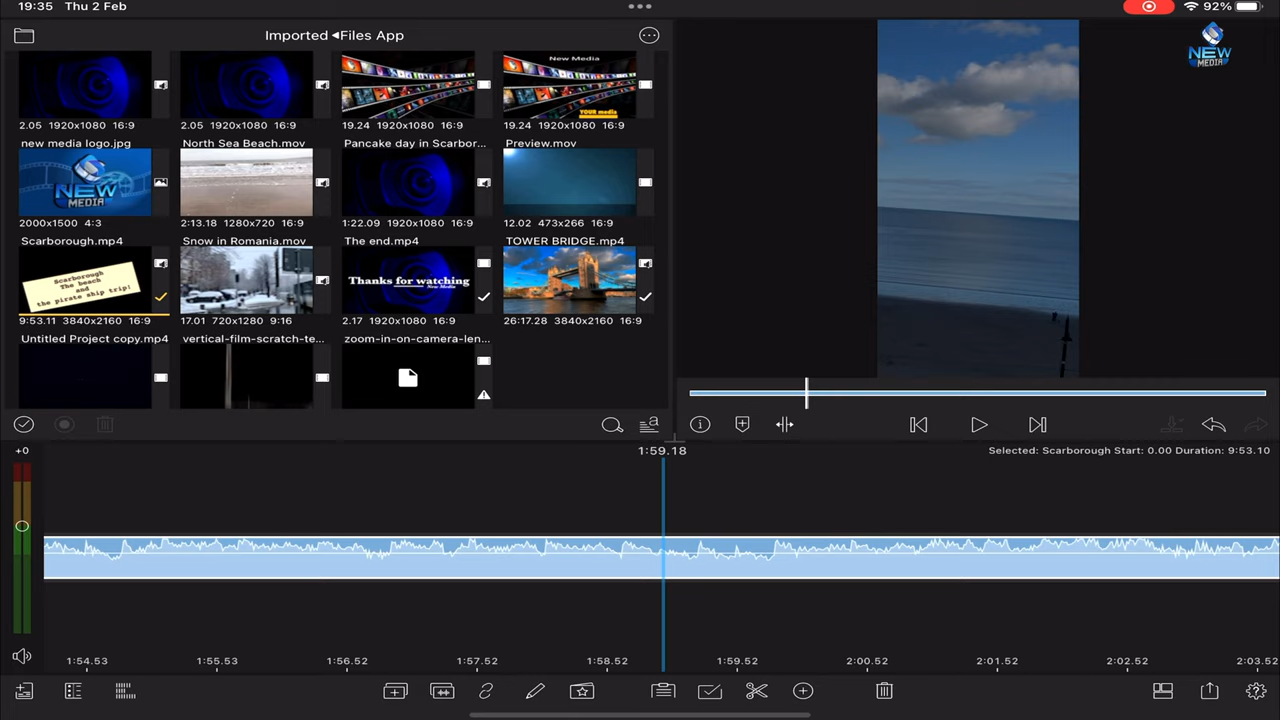 19:35 Thu 2 Feb
92%
Imported ◂Files App
NEW
MEDIA
New Media
YOUR media
2.05 1920x1080 16:9
2.05 1920x1080 16:9
19.24 1920x1080 16:9
19.24 1920x1080 16:9
new media logo.jpg
North Sea Beach.mov
Pancake day in Scarbor...
Preview.mov
NEW
MEDIA
2000x1500 4:3
2:13.18 1280x720 16:9
1:22.09 1920x1080 16:9
12.02 473x266 16:9
Scarborough.mp4
Snow in Romania.mov
The end.mp4
TOWER BRIDGE.mp4
Scarborough
The beach
and
the pirate ship trip!
Thanks for watching
New Media
9:53.11 3840x2160 16:9
17.01 720x1280 9:16
2.17 1920x1080 16:9
26:17.28 3840x2160 16:9
Untitled Project copy.mp4
vertical-film-scratch-te...
zoom-in-on-camera-len...
+0
1:59.18
Selected: Scarborough Start: 0.00 Duration: 9:53.10
1:54.53
1:55.53
1:56.52
1:57.52
1:58.52
1:59.52
2:00.52
2:01.52
2:02.52
2:03.52